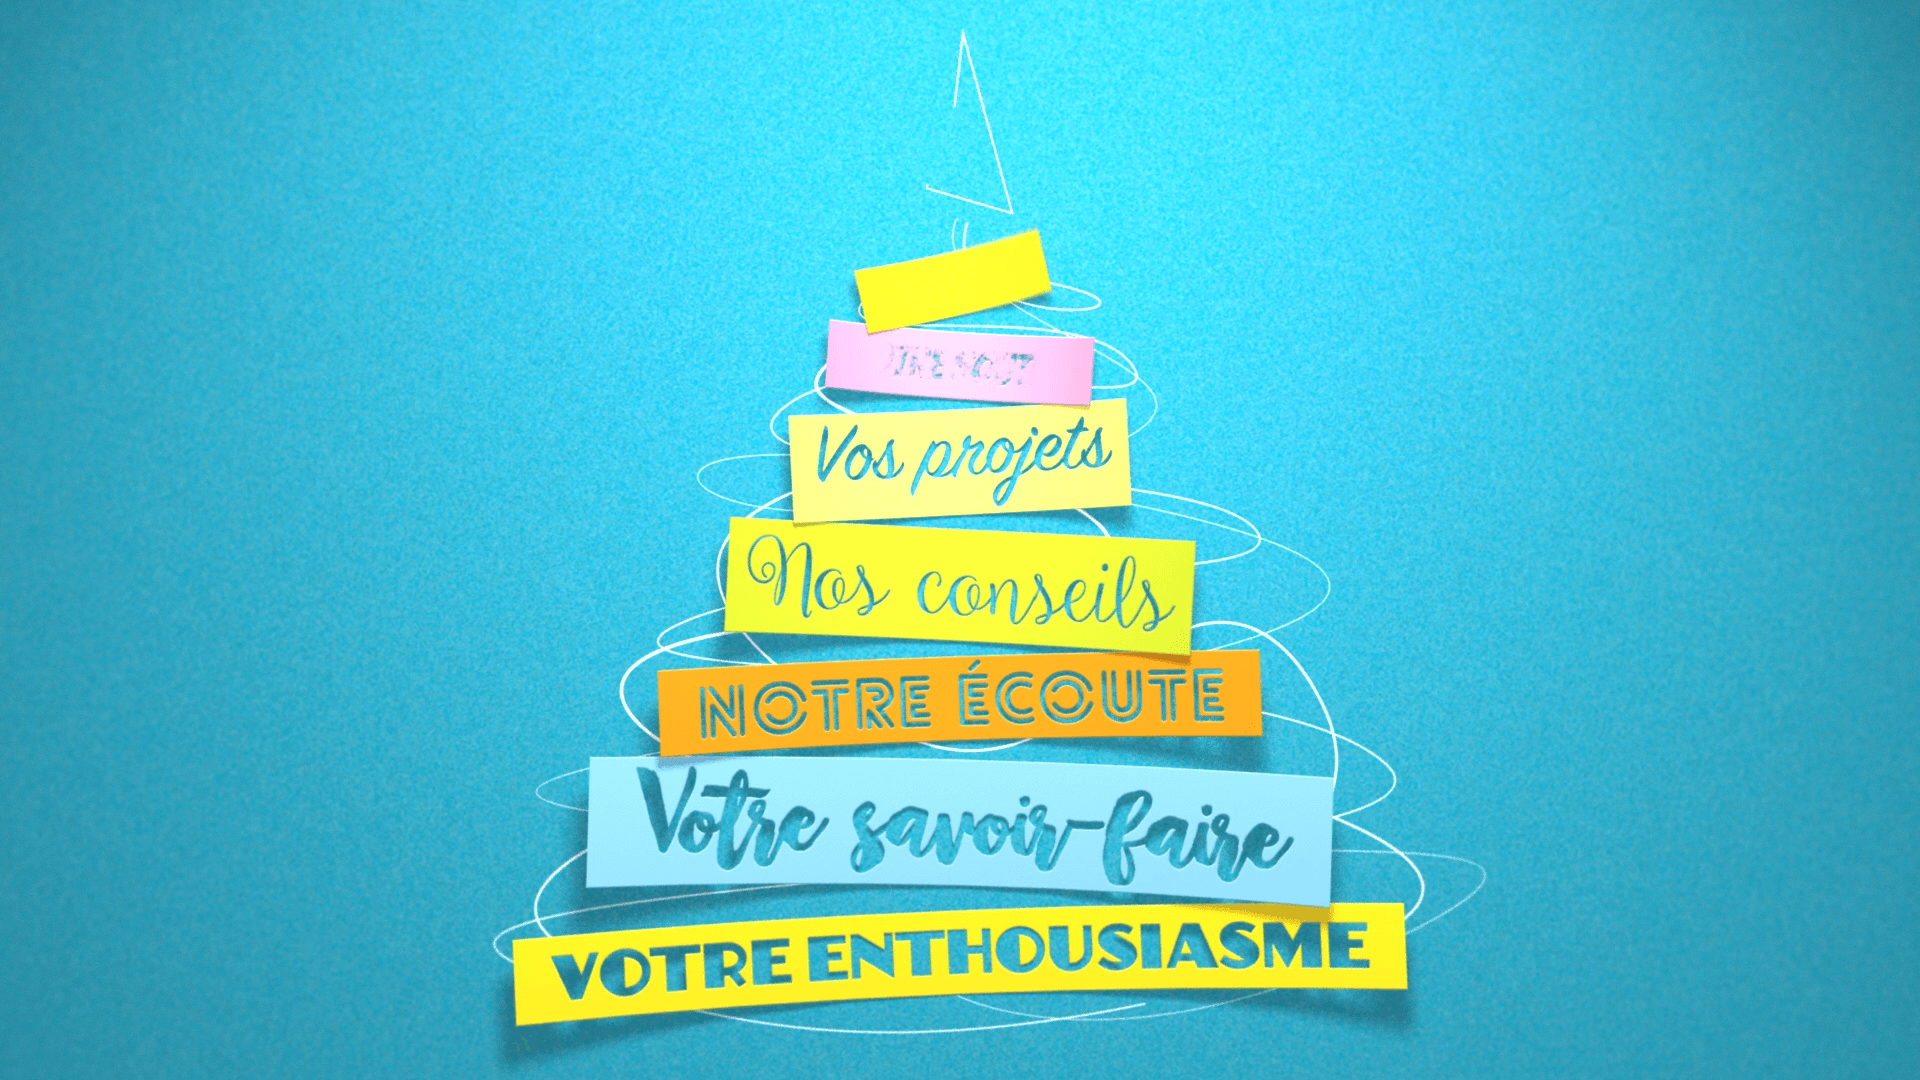 Vos projets
Nos conseils
NOTRE ÉCOUTE
Votre savoir-faire
VOTRE ENTHOUSIASME